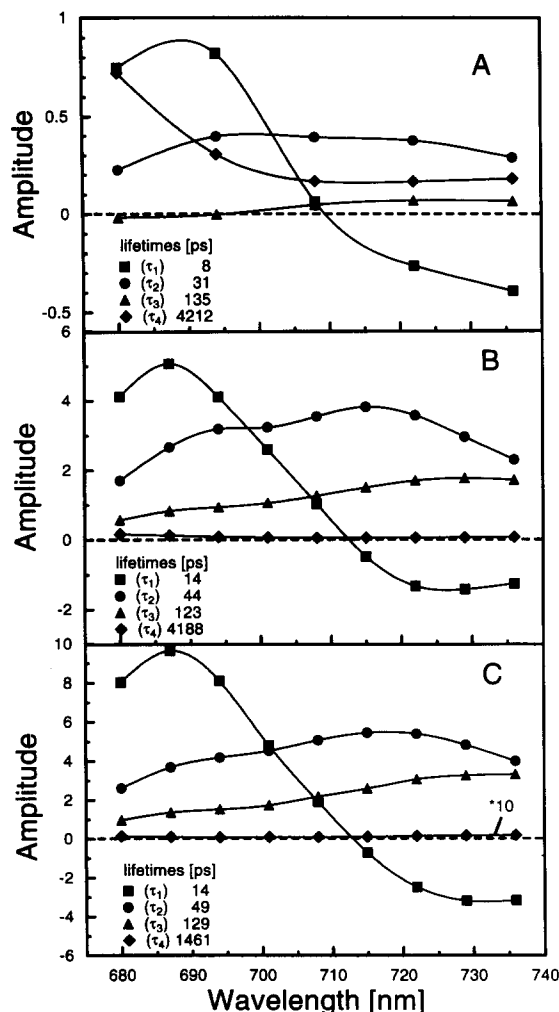 1
A
0.5
Amplitude
0
lifetimes [ps]
■ (τ₁) 8
● (τ₂) 31
▲ (τ₃) 135
◆ (τ₄) 4212
-0.5
6
B
4
Amplitude
2
0
lifetimes [ps]
■ (τ₁) 14
● (τ₂) 44
▲ (τ₃) 123
◆ (τ₄) 4188
-2
10
C
8
6
Amplitude
4
2
*10
0
lifetimes [ps]
■ (τ₁) 14
● (τ₂) 49
▲ (τ₃) 129
◆ (τ₄) 1461
-2
-4
-6
680 690 700 710 720 730 740
Wavelength [nm]